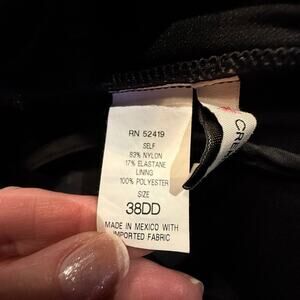 RN 52419
SELF
83% NYLON
17% ELASTANE
LINING
100% POLYESTER
SIZE
38DD
MADE IN MEXICO WITH
IMPORTED FABRIC